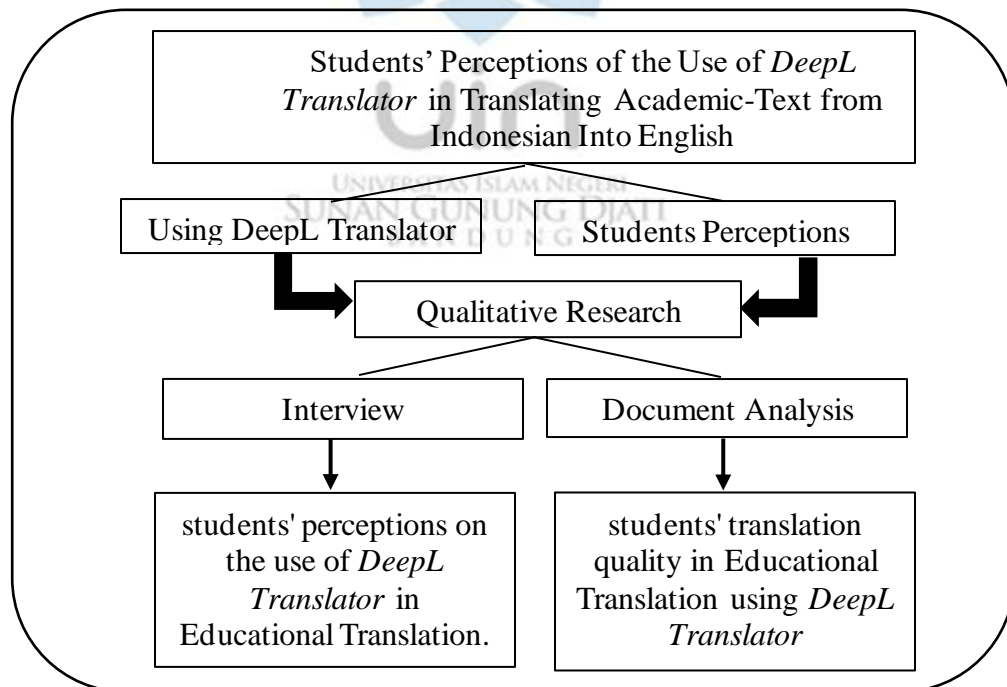 Students' Perceptions of the Use of DeepL
Translator in Translating Academic-Text from
Indonesian Into English
uin
UNIVERSITAS ISLAM NEGERI
SUNAN GUNUNG DJATI
BANDUNG
Using DeepL Translator
Students Perceptions
Qualitative Research
Interview
Document Analysis
students' perceptions on
the use of DeepL
Translator in
Educational Translation.
students' translation
quality in Educational
Translation using DeepL
Translator